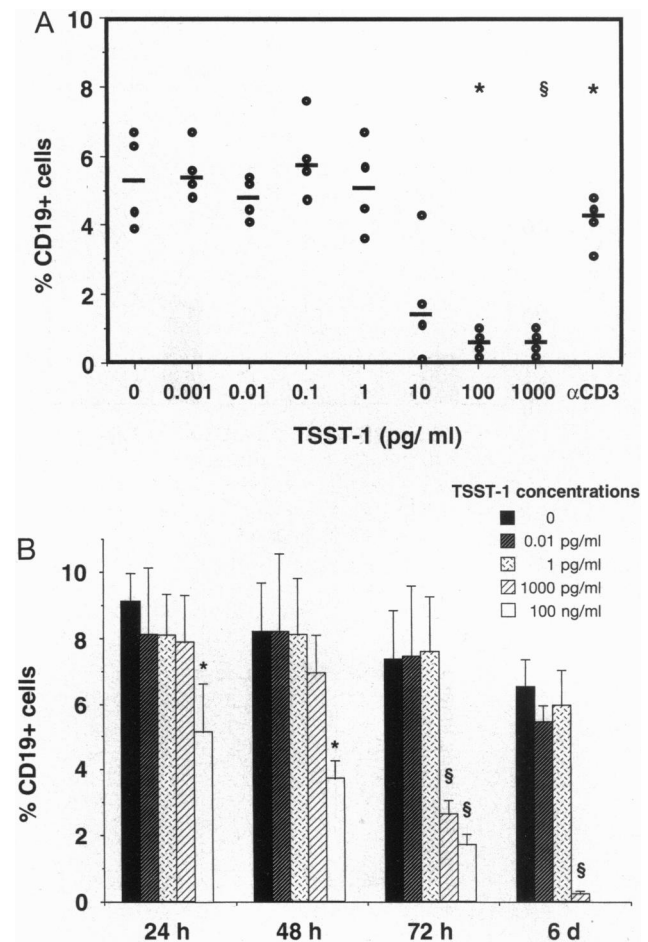 A
10
8
6
4
2
0
% CD19+ cells
* § *
0 0.001 0.01 0.1 1 10 100 1000 αCD3
TSST-1 (pg/ ml)
TSST-1 concentrations
0
0.01 pg/ml
1 pg/ml
1000 pg/ml
100 ng/ml
B
10
8
6
4
2
0
% CD19+ cells
* * § § §
24 h 48 h 72 h 6 d